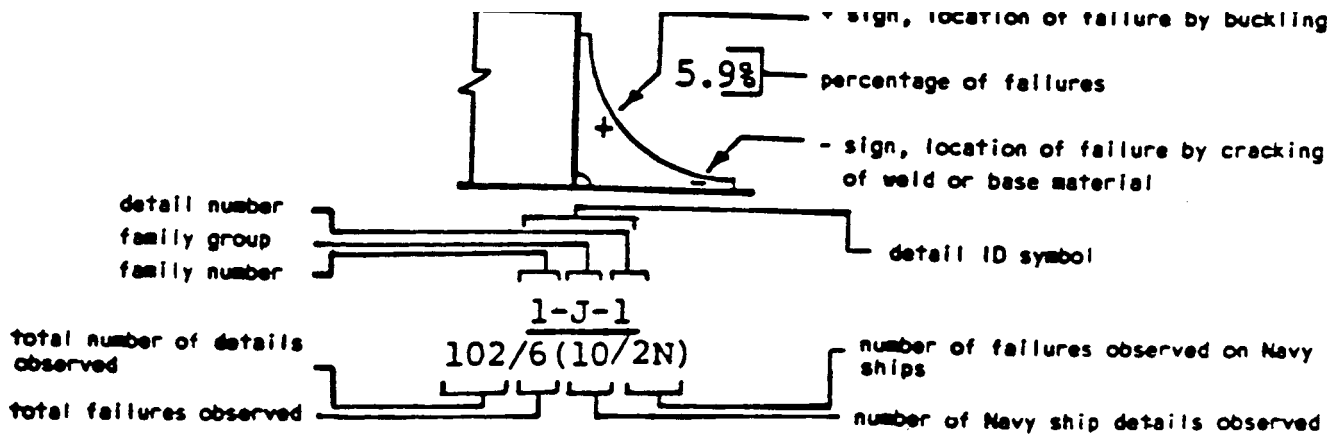 + sign, location of failure by buckling
5.9%
percentage of failures
+
- sign, location of failure by cracking
of weld or base material
-
detail number
family group
detail ID symbol
family number
1-J-1
total number of details
observed
102/6(10/2N)
number of failures observed on Navy
ships
total failures observed
number of Navy ship details observed